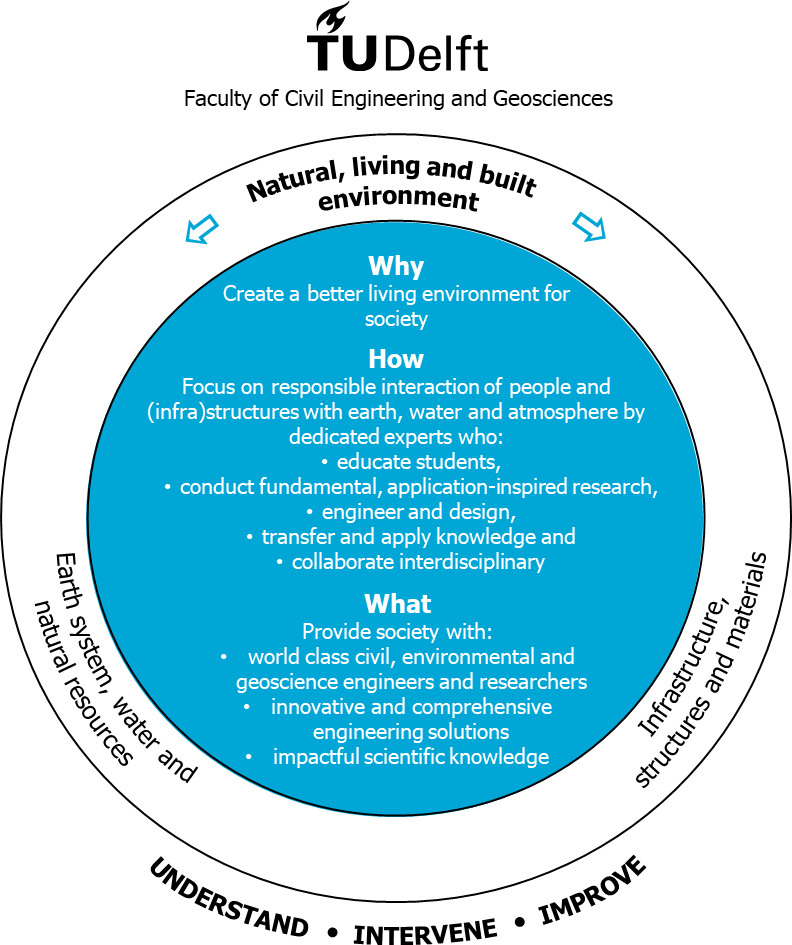 TUDelft
Faculty of Civil Engineering and Geosciences
Natural, living and built
environment
Why
Create a better living environment for
society
How
Focus on responsible interaction of people and
(infra)structures with earth, water and atmosphere by
dedicated experts who:
• educate students,
• conduct fundamental, application-inspired research,
• engineer and design,
• transfer and apply knowledge and
• collaborate interdisciplinary
What
Provide society with:
• world class civil, environmental and
geoscience engineers and researchers
• innovative and comprehensive
engineering solutions
• impactful scientific knowledge
Earth system, water and
natural resources
Infrastructure,
structures and materials
UNDERSTAND • INTERVENE • IMPROVE